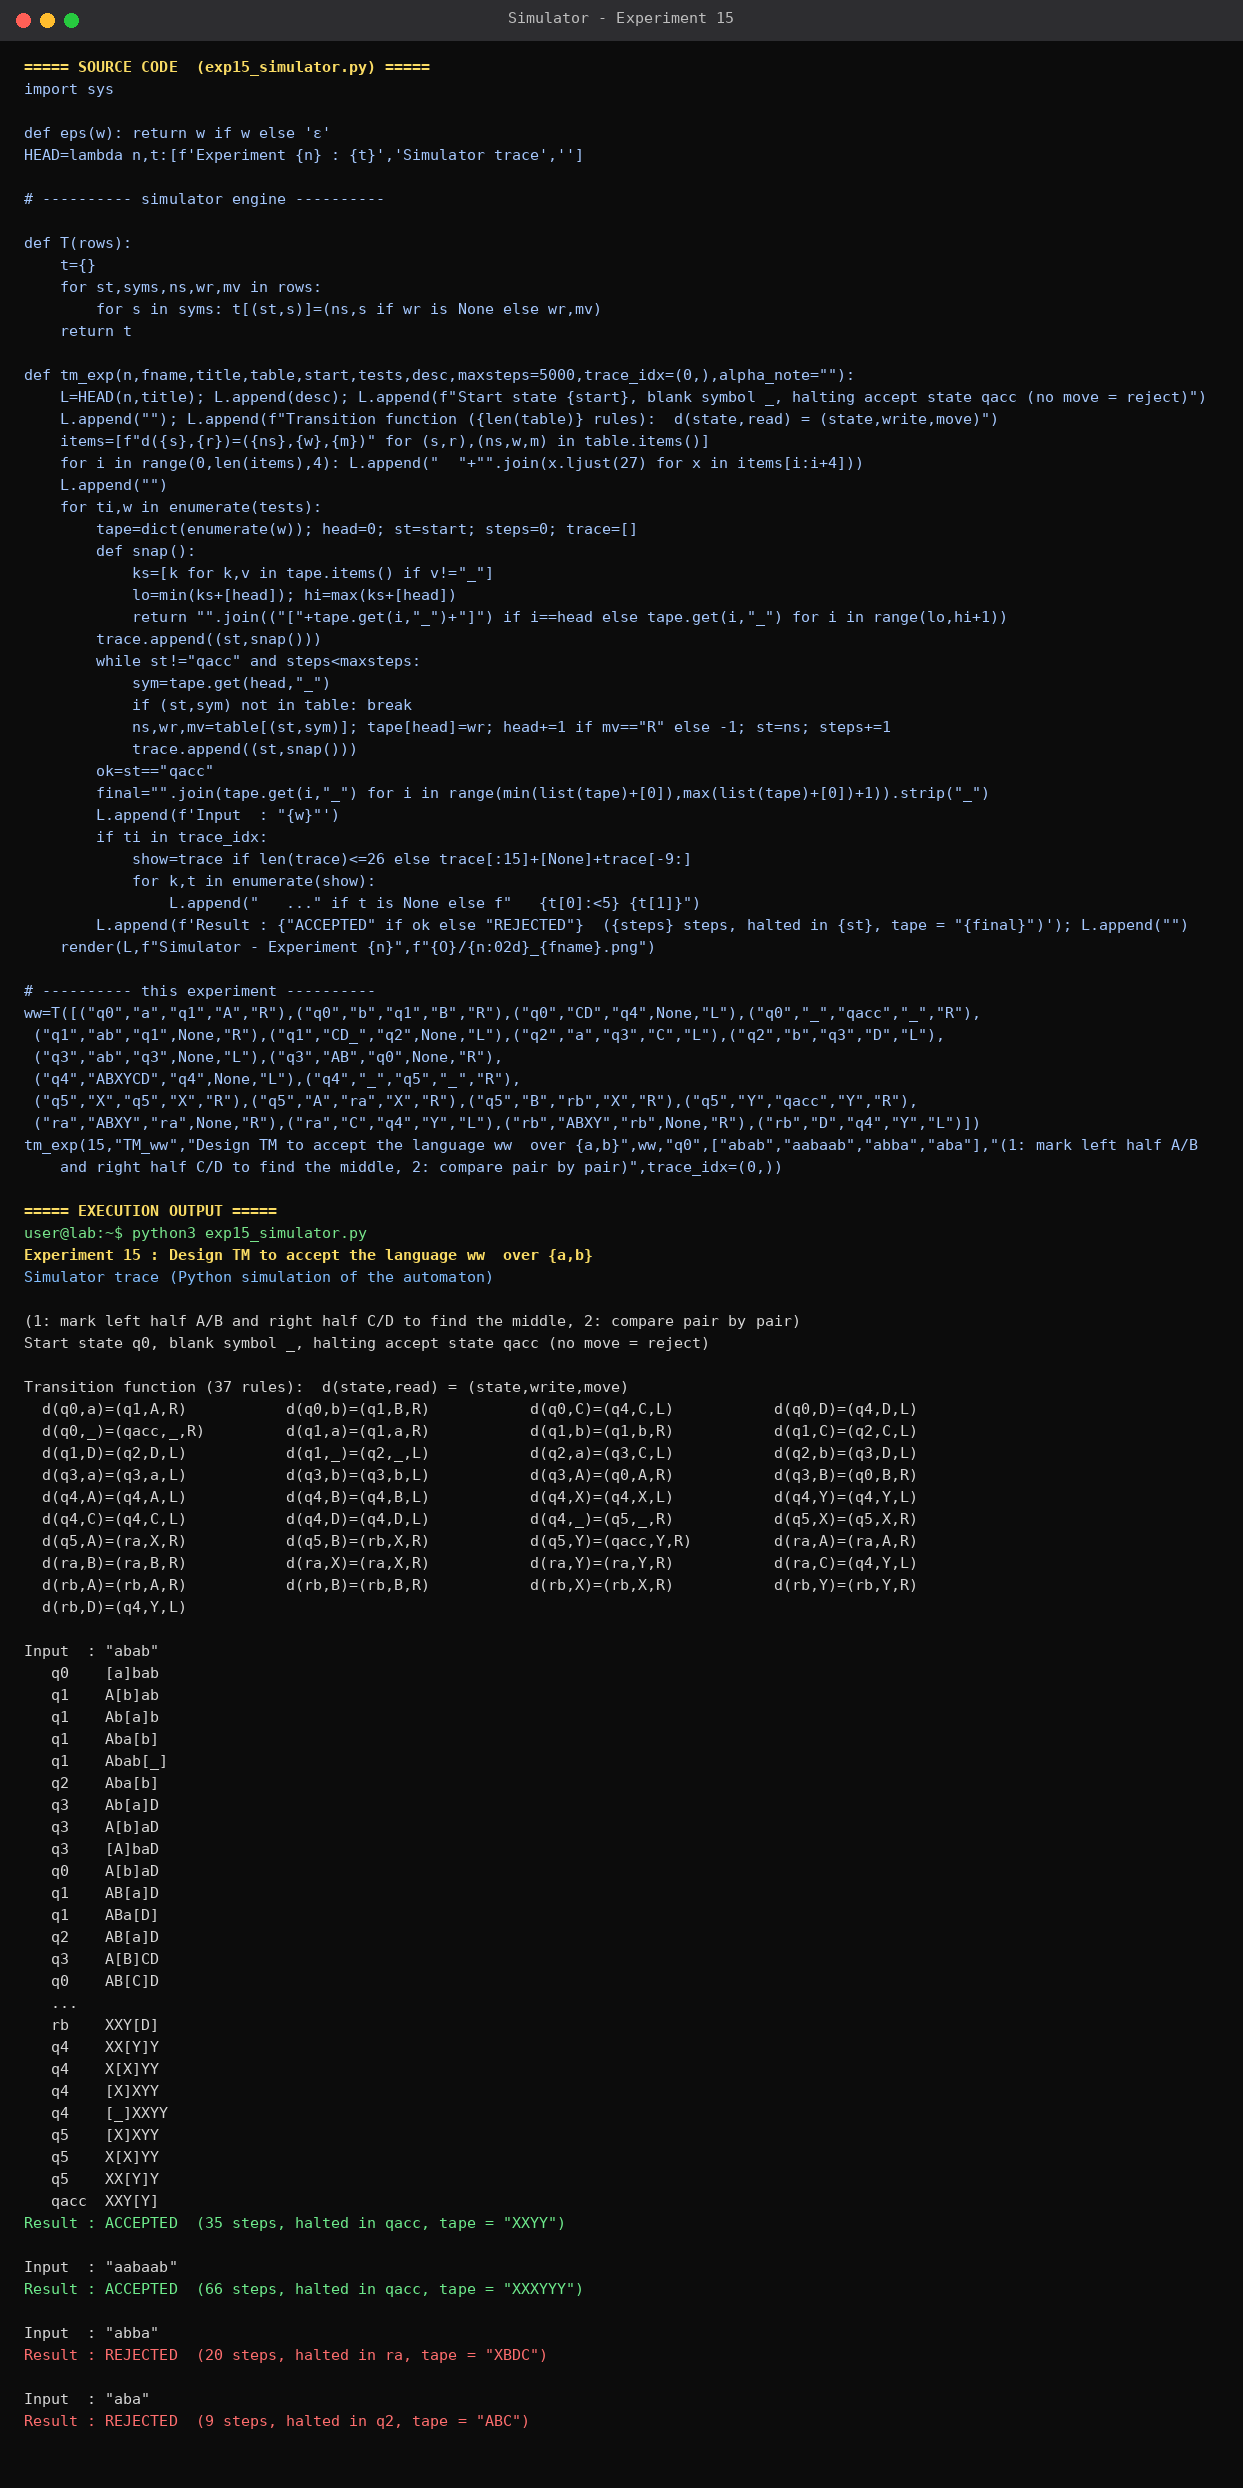 Simulator - Experiment 15
===== SOURCE CODE  (exp15_simulator.py) =====
import sys

def eps(w): return w if w else 'ε'
HEAD=lambda n,t:[f'Experiment {n} : {t}','Simulator trace','']

# ---------- simulator engine ----------

def T(rows):
    t={}
    for st,syms,ns,wr,mv in rows:
        for s in syms: t[(st,s)]=(ns,s if wr is None else wr,mv)
    return t

def tm_exp(n,fname,title,table,start,tests,desc,maxsteps=5000,trace_idx=(0,),alpha_note=""):
    L=HEAD(n,title); L.append(desc); L.append(f"Start state {start}, blank symbol _, halting accept state qacc (no move = reject)")
    L.append(""); L.append(f"Transition function ({len(table)} rules):  d(state,read) = (state,write,move)")
    items=[f"d({s},{r})=({ns},{w},{m})" for (s,r),(ns,w,m) in table.items()]
    for i in range(0,len(items),4): L.append("  "+"".join(x.ljust(27) for x in items[i:i+4]))
    L.append("")
    for ti,w in enumerate(tests):
        tape=dict(enumerate(w)); head=0; st=start; steps=0; trace=[]
        def snap():
            ks=[k for k,v in tape.items() if v!="_"]
            lo=min(ks+[head]); hi=max(ks+[head])
            return "".join(("["+tape.get(i,"_")+"]") if i==head else tape.get(i,"_") for i in range(lo,hi+1))
        trace.append((st,snap()))
        while st!="qacc" and steps<maxsteps:
            sym=tape.get(head,"_")
            if (st,sym) not in table: break
            ns,wr,mv=table[(st,sym)]; tape[head]=wr; head+=1 if mv=="R" else -1; st=ns; steps+=1
            trace.append((st,snap()))
        ok=st=="qacc"
        final="".join(tape.get(i,"_") for i in range(min(list(tape)+[0]),max(list(tape)+[0])+1)).strip("_")
        L.append(f'Input  : "{w}"')
        if ti in trace_idx:
            show=trace if len(trace)<=26 else trace[:15]+[None]+trace[-9:]
            for k,t in enumerate(show):
                L.append("   ..." if t is None else f"   {t[0]:<5} {t[1]}")
        L.append(f'Result : {"ACCEPTED" if ok else "REJECTED"}  ({steps} steps, halted in {st}, tape = "{final}")'); L.append("")
    render(L,f"Simulator - Experiment {n}",f"{O}/{n:02d}_{fname}.png")

# ---------- this experiment ----------
ww=T([("q0","a","q1","A","R"),("q0","b","q1","B","R"),("q0","CD","q4",None,"L"),("q0","_","qacc","_","R"),
 ("q1","ab","q1",None,"R"),("q1","CD_","q2",None,"L"),("q2","a","q3","C","L"),("q2","b","q3","D","L"),
 ("q3","ab","q3",None,"L"),("q3","AB","q0",None,"R"),
 ("q4","ABXYCD","q4",None,"L"),("q4","_","q5","_","R"),
 ("q5","X","q5","X","R"),("q5","A","ra","X","R"),("q5","B","rb","X","R"),("q5","Y","qacc","Y","R"),
 ("ra","ABXY","ra",None,"R"),("ra","C","q4","Y","L"),("rb","ABXY","rb",None,"R"),("rb","D","q4","Y","L")])
tm_exp(15,"TM_ww","Design TM to accept the language ww  over {a,b}",ww,"q0",["abab","aabaab","abba","aba"],"(1: mark left half A/B
    and right half C/D to find the middle, 2: compare pair by pair)",trace_idx=(0,))

===== EXECUTION OUTPUT =====
user@lab:~$ python3 exp15_simulator.py
Experiment 15 : Design TM to accept the language ww  over {a,b}
Simulator trace (Python simulation of the automaton)

(1: mark left half A/B and right half C/D to find the middle, 2: compare pair by pair)
Start state q0, blank symbol _, halting accept state qacc (no move = reject)

Transition function (37 rules):  d(state,read) = (state,write,move)
  d(q0,a)=(q1,A,R)           d(q0,b)=(q1,B,R)           d(q0,C)=(q4,C,L)           d(q0,D)=(q4,D,L)
  d(q0,_)=(qacc,_,R)         d(q1,a)=(q1,a,R)           d(q1,b)=(q1,b,R)           d(q1,C)=(q2,C,L)
  d(q1,D)=(q2,D,L)           d(q1,_)=(q2,_,L)           d(q2,a)=(q3,C,L)           d(q2,b)=(q3,D,L)
  d(q3,a)=(q3,a,L)           d(q3,b)=(q3,b,L)           d(q3,A)=(q0,A,R)           d(q3,B)=(q0,B,R)
  d(q4,A)=(q4,A,L)           d(q4,B)=(q4,B,L)           d(q4,X)=(q4,X,L)           d(q4,Y)=(q4,Y,L)
  d(q4,C)=(q4,C,L)           d(q4,D)=(q4,D,L)           d(q4,_)=(q5,_,R)           d(q5,X)=(q5,X,R)
  d(q5,A)=(ra,X,R)           d(q5,B)=(rb,X,R)           d(q5,Y)=(qacc,Y,R)         d(ra,A)=(ra,A,R)
  d(ra,B)=(ra,B,R)           d(ra,X)=(ra,X,R)           d(ra,Y)=(ra,Y,R)           d(ra,C)=(q4,Y,L)
  d(rb,A)=(rb,A,R)           d(rb,B)=(rb,B,R)           d(rb,X)=(rb,X,R)           d(rb,Y)=(rb,Y,R)
  d(rb,D)=(q4,Y,L)

Input  : "abab"
   q0    [a]bab
   q1    A[b]ab
   q1    Ab[a]b
   q1    Aba[b]
   q1    Abab[_]
   q2    Aba[b]
   q3    Ab[a]D
   q3    A[b]aD
   q3    [A]baD
   q0    A[b]aD
   q1    AB[a]D
   q1    ABa[D]
   q2    AB[a]D
   q3    A[B]CD
   q0    AB[C]D
   ...
   rb    XXY[D]
   q4    XX[Y]Y
   q4    X[X]YY
   q4    [X]XYY
   q4    [_]XXYY
   q5    [X]XYY
   q5    X[X]YY
   q5    XX[Y]Y
   qacc  XXY[Y]
Result : ACCEPTED  (35 steps, halted in qacc, tape = "XXYY")

Input  : "aabaab"
Result : ACCEPTED  (66 steps, halted in qacc, tape = "XXXYYY")

Input  : "abba"
Result : REJECTED  (20 steps, halted in ra, tape = "XBDC")

Input  : "aba"
Result : REJECTED  (9 steps, halted in q2, tape = "ABC")